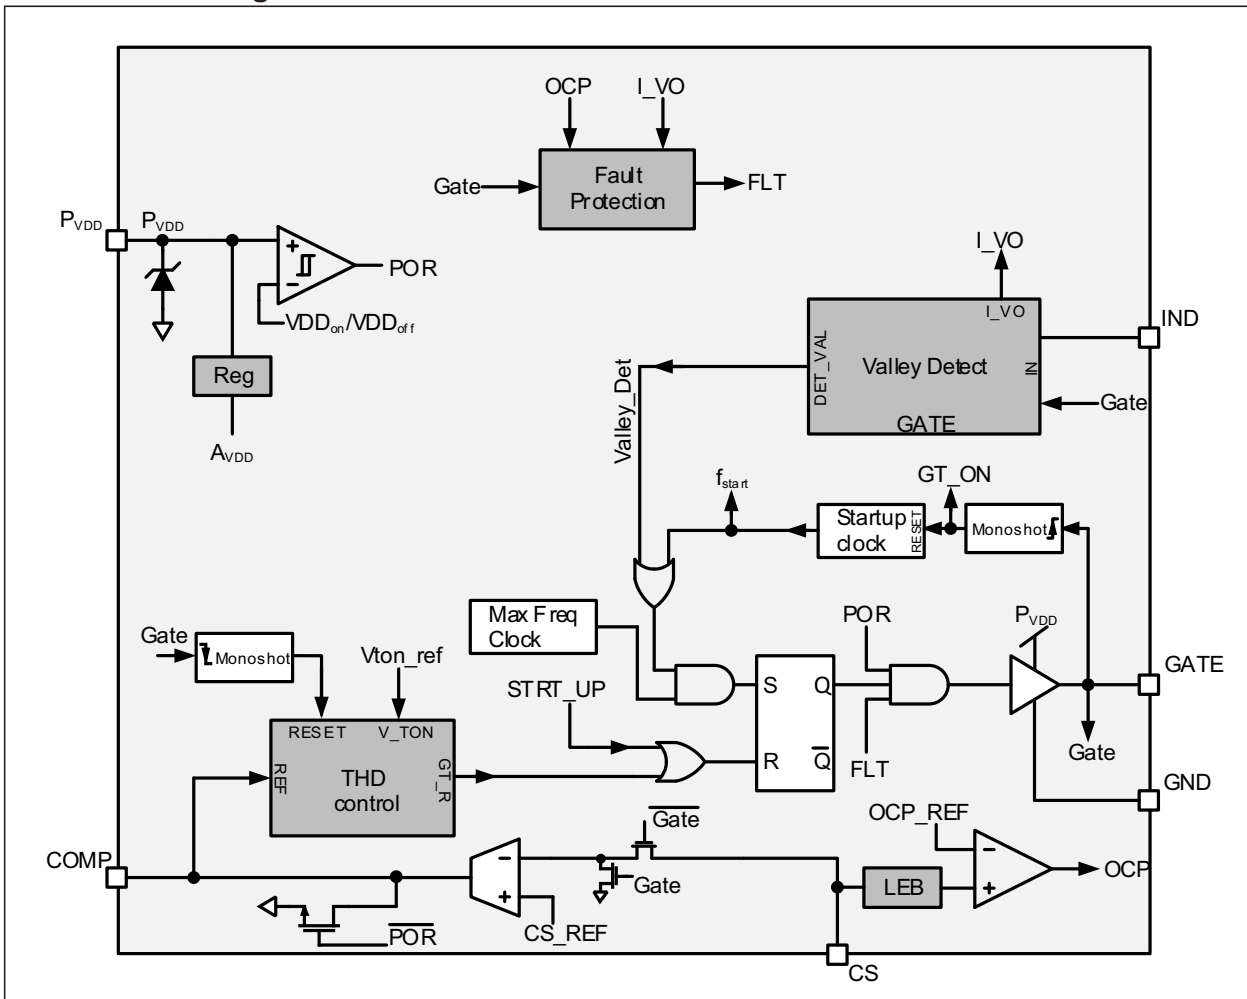 OCP
I_VO
Fault
Protection
Gate
FLT
PVDD
PVDD
+
−
POR
VDDon/VDDoff
Reg
AVDD
I_VO
I_VO
DET_VAL
Valley Detect
IN
GATE
IND
Gate
Valley_Det
fstart
GT_ON
Startup
clock
RESET
Monoshot
Max Freq
Clock
POR
PVDD
Gate
Monoshot
Vton_ref
STRT_UP
S
Q
R
Q̅
FLT
GATE
Gate
GND
RESET
V_TON
REF
THD
control
GT_R
COMP
G̅a̅t̅e̅
Gate
−
+
CS_REF
P̅O̅R̅
OCP_REF
LEB
−
+
OCP
CS